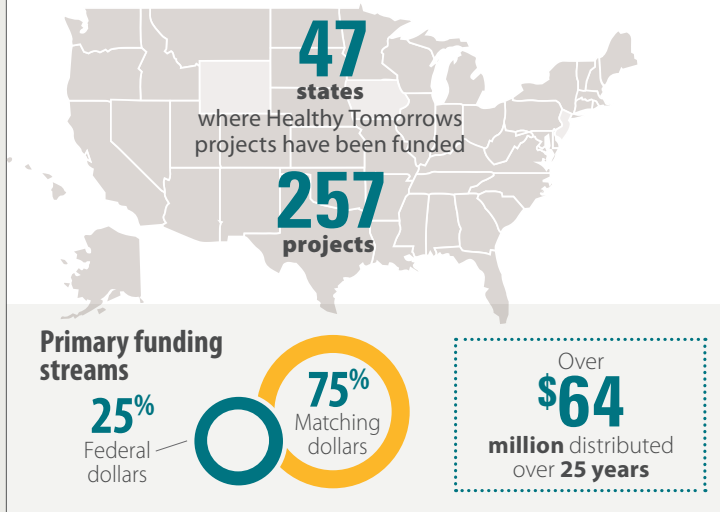 47
states
where Healthy Tomorrows
projects have been funded
257
projects
Primary funding
streams
25%
Federal
dollars
75%
Matching
dollars
Over
$64
million distributed
over 25 years